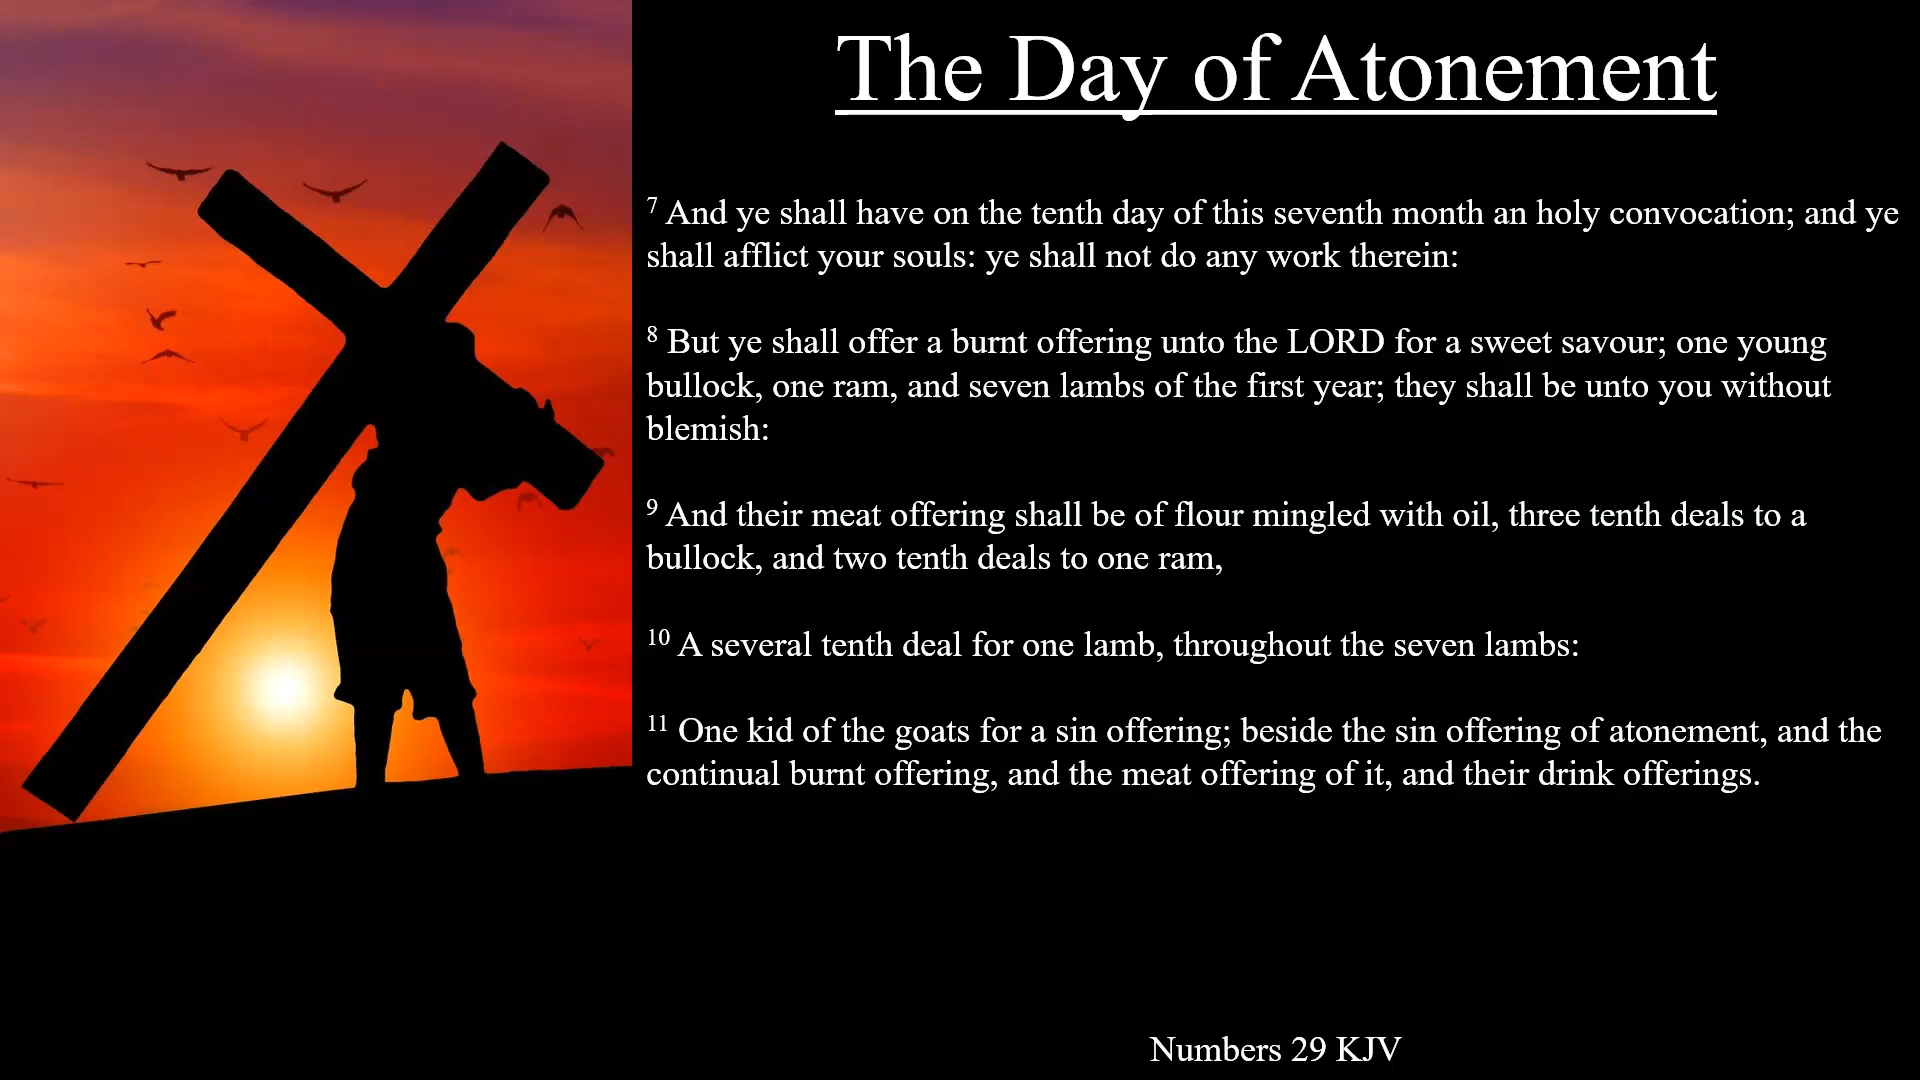 The Day of Atonement
7 And ye shall have on the tenth day of this seventh month an holy convocation; and ye
shall afflict your souls: ye shall not do any work therein:
8 But ye shall offer a burnt offering unto the LORD for a sweet savour; one young
bullock, one ram, and seven lambs of the first year; they shall be unto you without
blemish:
9 And their meat offering shall be of flour mingled with oil, three tenth deals to a
bullock, and two tenth deals to one ram,
10 A several tenth deal for one lamb, throughout the seven lambs:
11 One kid of the goats for a sin offering; beside the sin offering of atonement, and the
continual burnt offering, and the meat offering of it, and their drink offerings.
Numbers 29 KJV